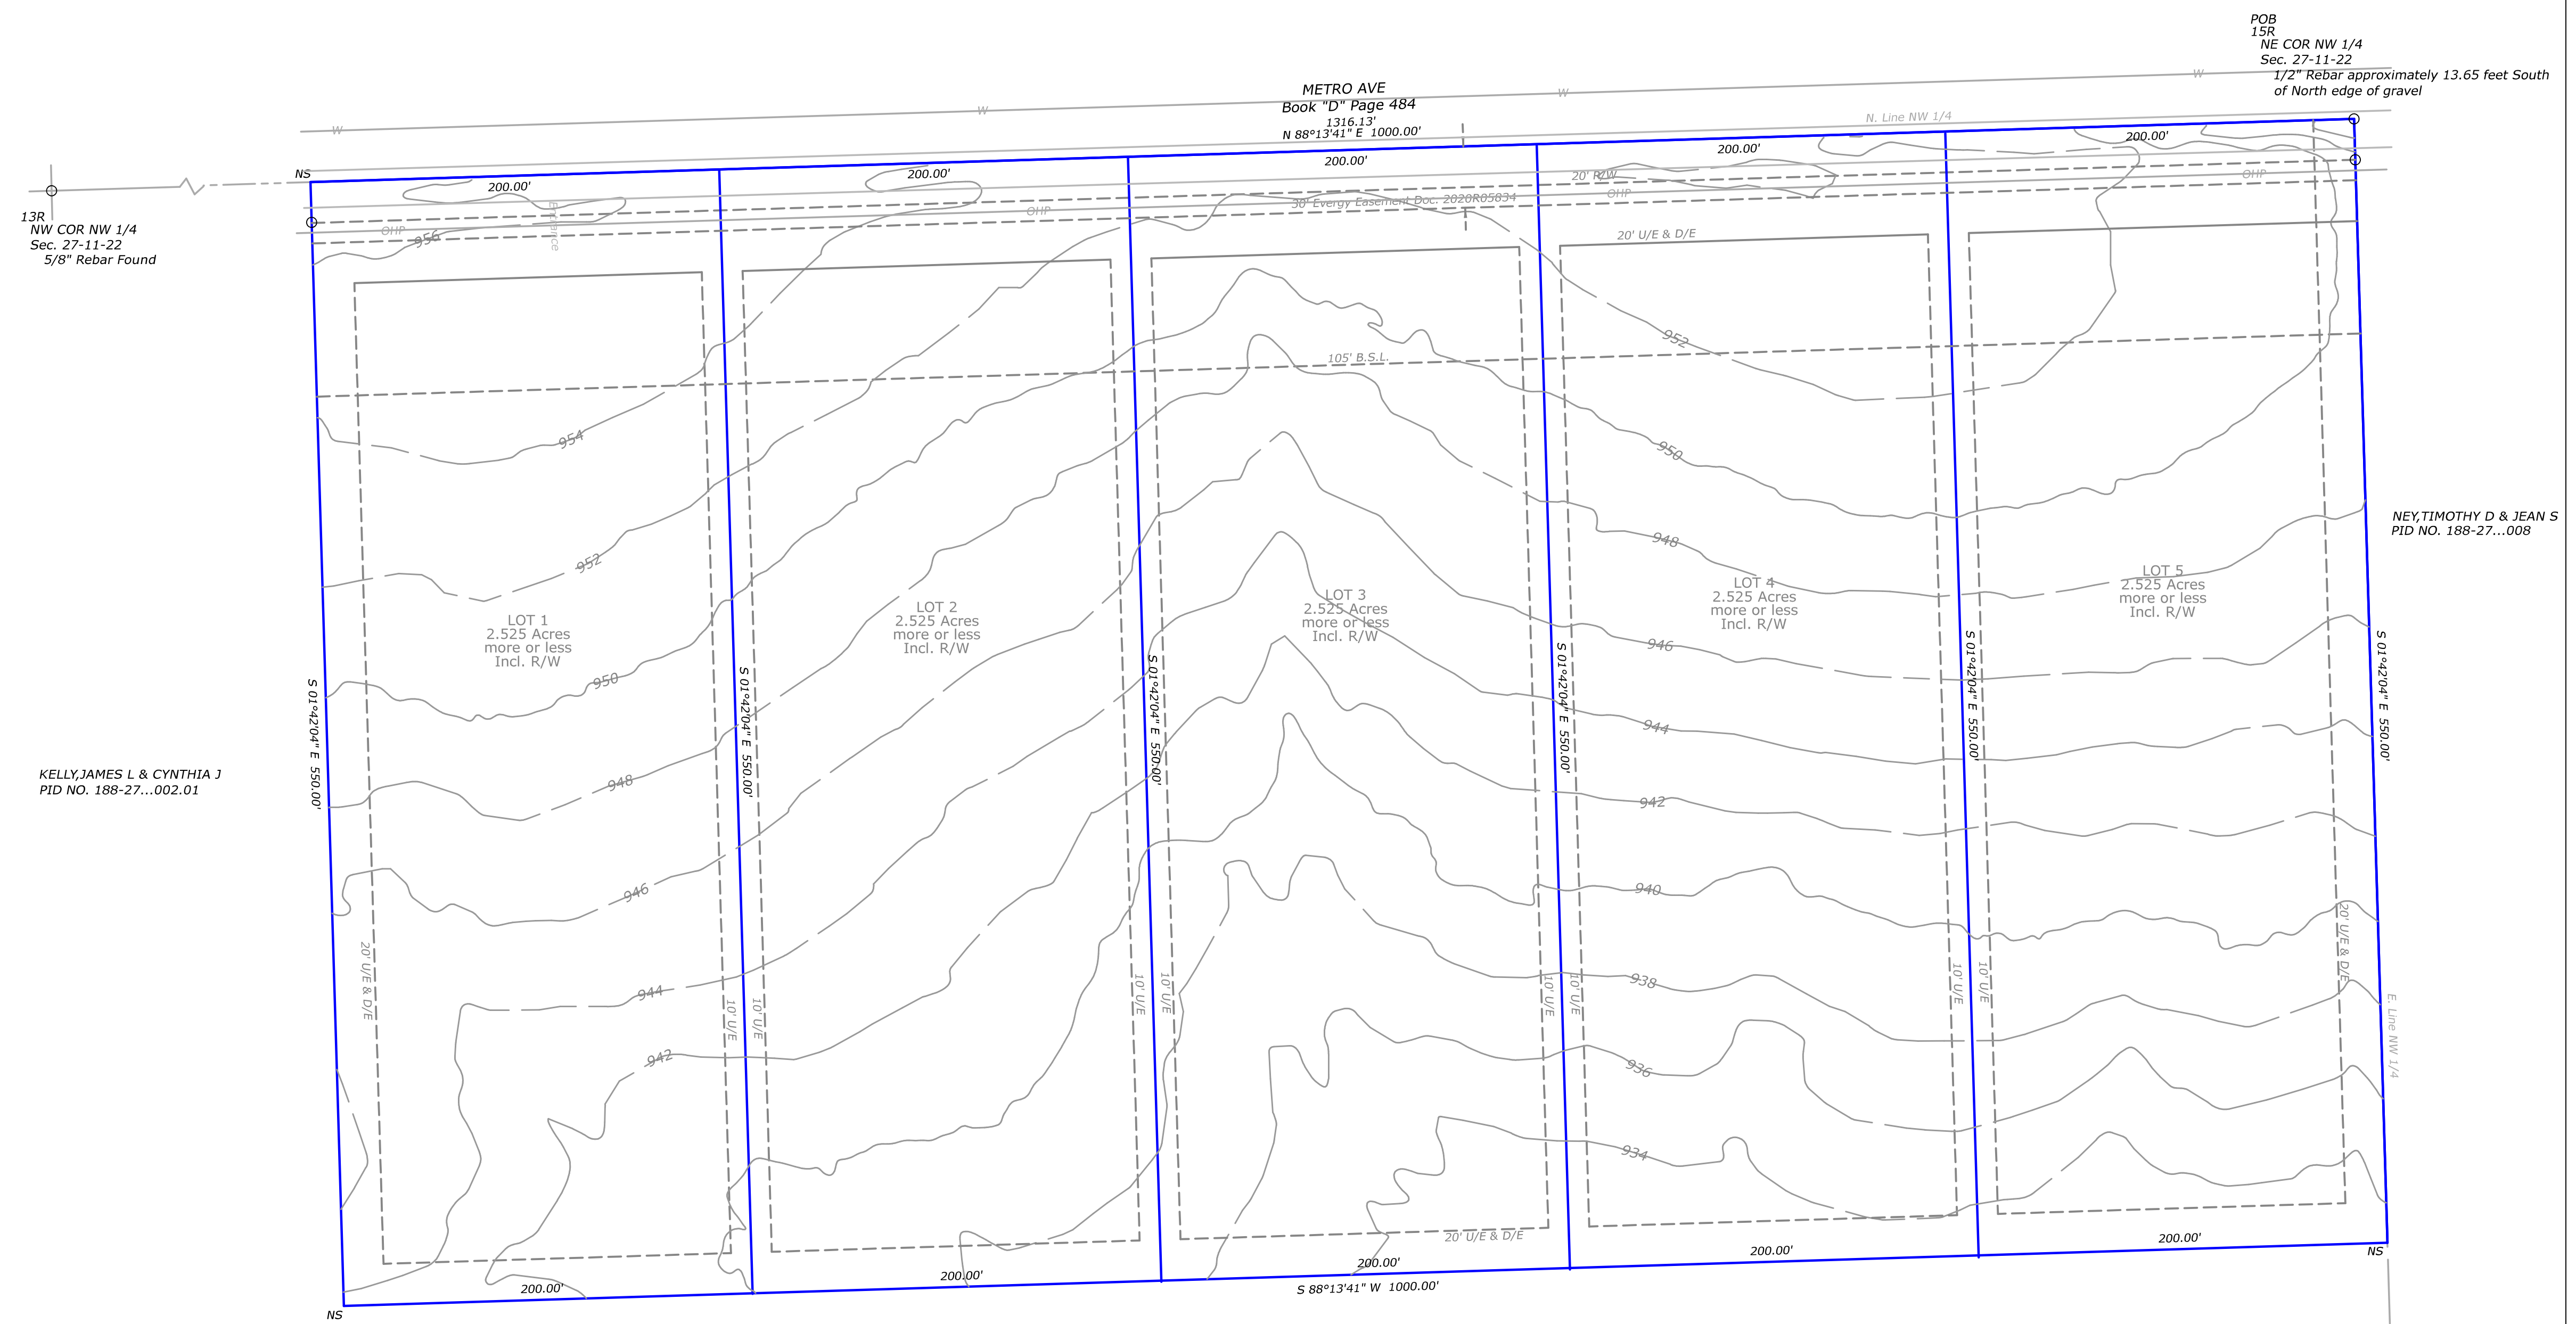 POB
15R
NE COR NW 1/4
Sec. 27-11-22
1/2" Rebar approximately 13.65 feet South
of North edge of gravel
W
W
METRO AVE
Book "D" Page 484
1316.13'
N 88°13'41" E 1000.00'
W
W
N. Line NW 1/4
200.00'
200.00'
200.00'
200.00'
200.00'
NS
13R
NW COR NW 1/4
Sec. 27-11-22
5/8" Rebar Found
20' R/W
OHP
OHP
OHP
OHP
30' Evergy Easement Doc. 2020R05834
Entrance
956
20' U/E & D/E
952
105' B.S.L.
954
950
NEY,TIMOTHY D & JEAN S
PID NO. 188-27...008
948
952
LOT 1
2.525 Acres
more or less
Incl. R/W
LOT 2
2.525 Acres
more or less
Incl. R/W
LOT 3
2.525 Acres
more or less
Incl. R/W
LOT 4
2.525 Acres
more or less
Incl. R/W
LOT 5
2.525 Acres
more or less
Incl. R/W
946
950
S 01°42'04" E 550.00'
S 01°42'04" E 550.00'
S 01°42'04" E 550.00'
S 01°42'04" E 550.00'
S 01°42'04" E 550.00'
S 01°42'04" E 550.00'
944
KELLY,JAMES L & CYNTHIA J
PID NO. 188-27...002.01
948
942
946
940
20' U/E & D/E
10' U/E
10' U/E
10' U/E
10' U/E
10' U/E
10' U/E
10' U/E
10' U/E
20' U/E & D/E
944
938
E. Line NW 1/4
942
936
934
20' U/E & D/E
200.00'
200.00'
200.00'
200.00'
200.00'
S 88°13'41" W 1000.00'
NS
NS